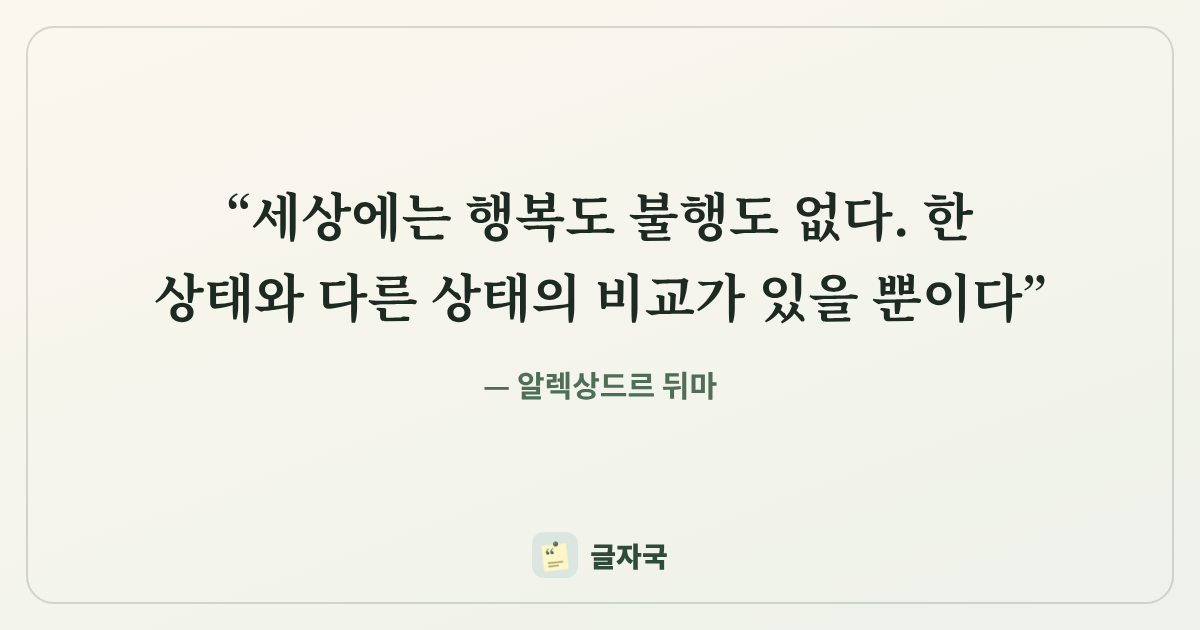 “세상에는 행복도 불행도 없다. 한
상태와 다른 상태의 비교가 있을 뿐이다”
— 알렉상드르 뒤마
글자국